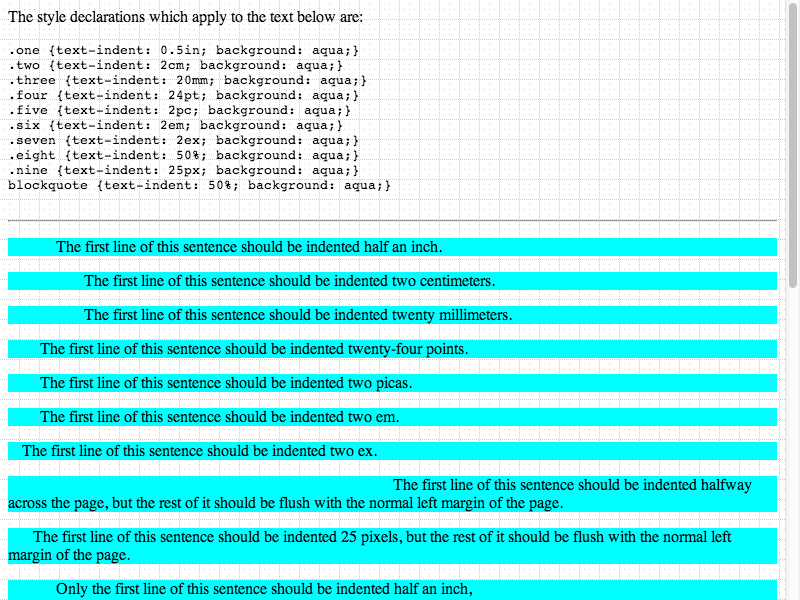 The style declarations which apply to the text below are:
.one {text-indent: 0.5in; background: aqua;}
.two {text-indent: 2cm; background: aqua;}
.three {text-indent: 20mm; background: aqua;}
.four {text-indent: 24pt; background: aqua;}
.five {text-indent: 2pc; background: aqua;}
.six {text-indent: 2em; background: aqua;}
.seven {text-indent: 2ex; background: aqua;}
.eight {text-indent: 50%; background: aqua;}
.nine {text-indent: 25px; background: aqua;}
blockquote {text-indent: 50%; background: aqua;}
The first line of this sentence should be indented half an inch.
The first line of this sentence should be indented two centimeters.
The first line of this sentence should be indented twenty millimeters.
The first line of this sentence should be indented twenty-four points.
The first line of this sentence should be indented two picas.
The first line of this sentence should be indented two em.
The first line of this sentence should be indented two ex.
The first line of this sentence should be indented halfway
across the page, but the rest of it should be flush with the normal left margin of the page.
The first line of this sentence should be indented 25 pixels, but the rest of it should be flush with the normal left
margin of the page.
Only the first line of this sentence should be indented half an inch,